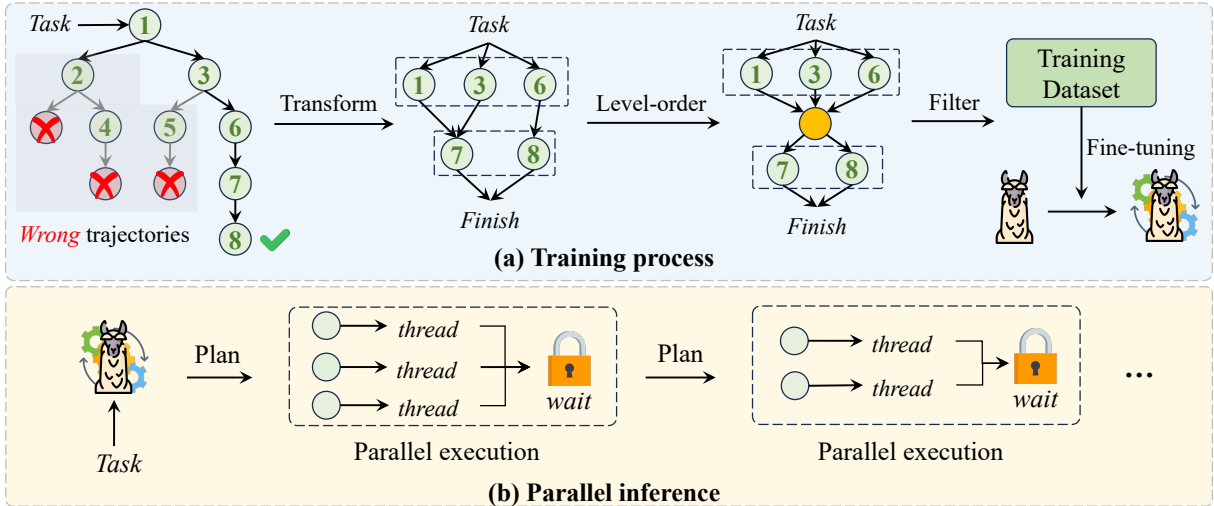 Task
1
2
3
4
5
6
7
8
Wrong trajectories
Transform
Task
1
3
6
7
8
Finish
Level-order
Task
1
3
6
7
8
Finish
Filter
Training
Dataset
Fine-tuning
(a) Training process
Task
Plan
thread
thread
thread
wait
Parallel execution
Plan
thread
thread
wait
Parallel execution
...
(b) Parallel inference